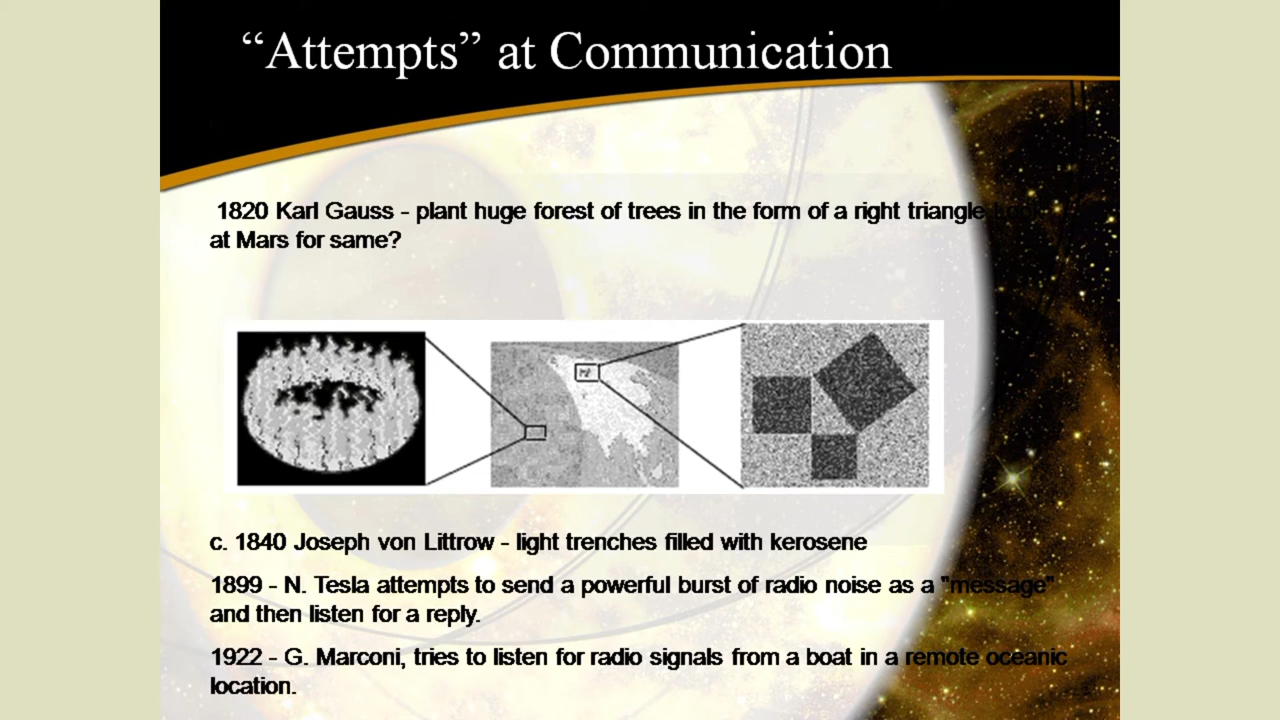 “Attempts” at Communication
1820 Karl Gauss - plant huge forest of trees in the form of a right triangle
at Mars for same?
c. 1840 Joseph von Littrow - light trenches filled with kerosene
1899 - N. Tesla attempts to send a powerful burst of radio noise as a "message"
and then listen for a reply.
1922 - G. Marconi, tries to listen for radio signals from a boat in a remote oceanic
location.